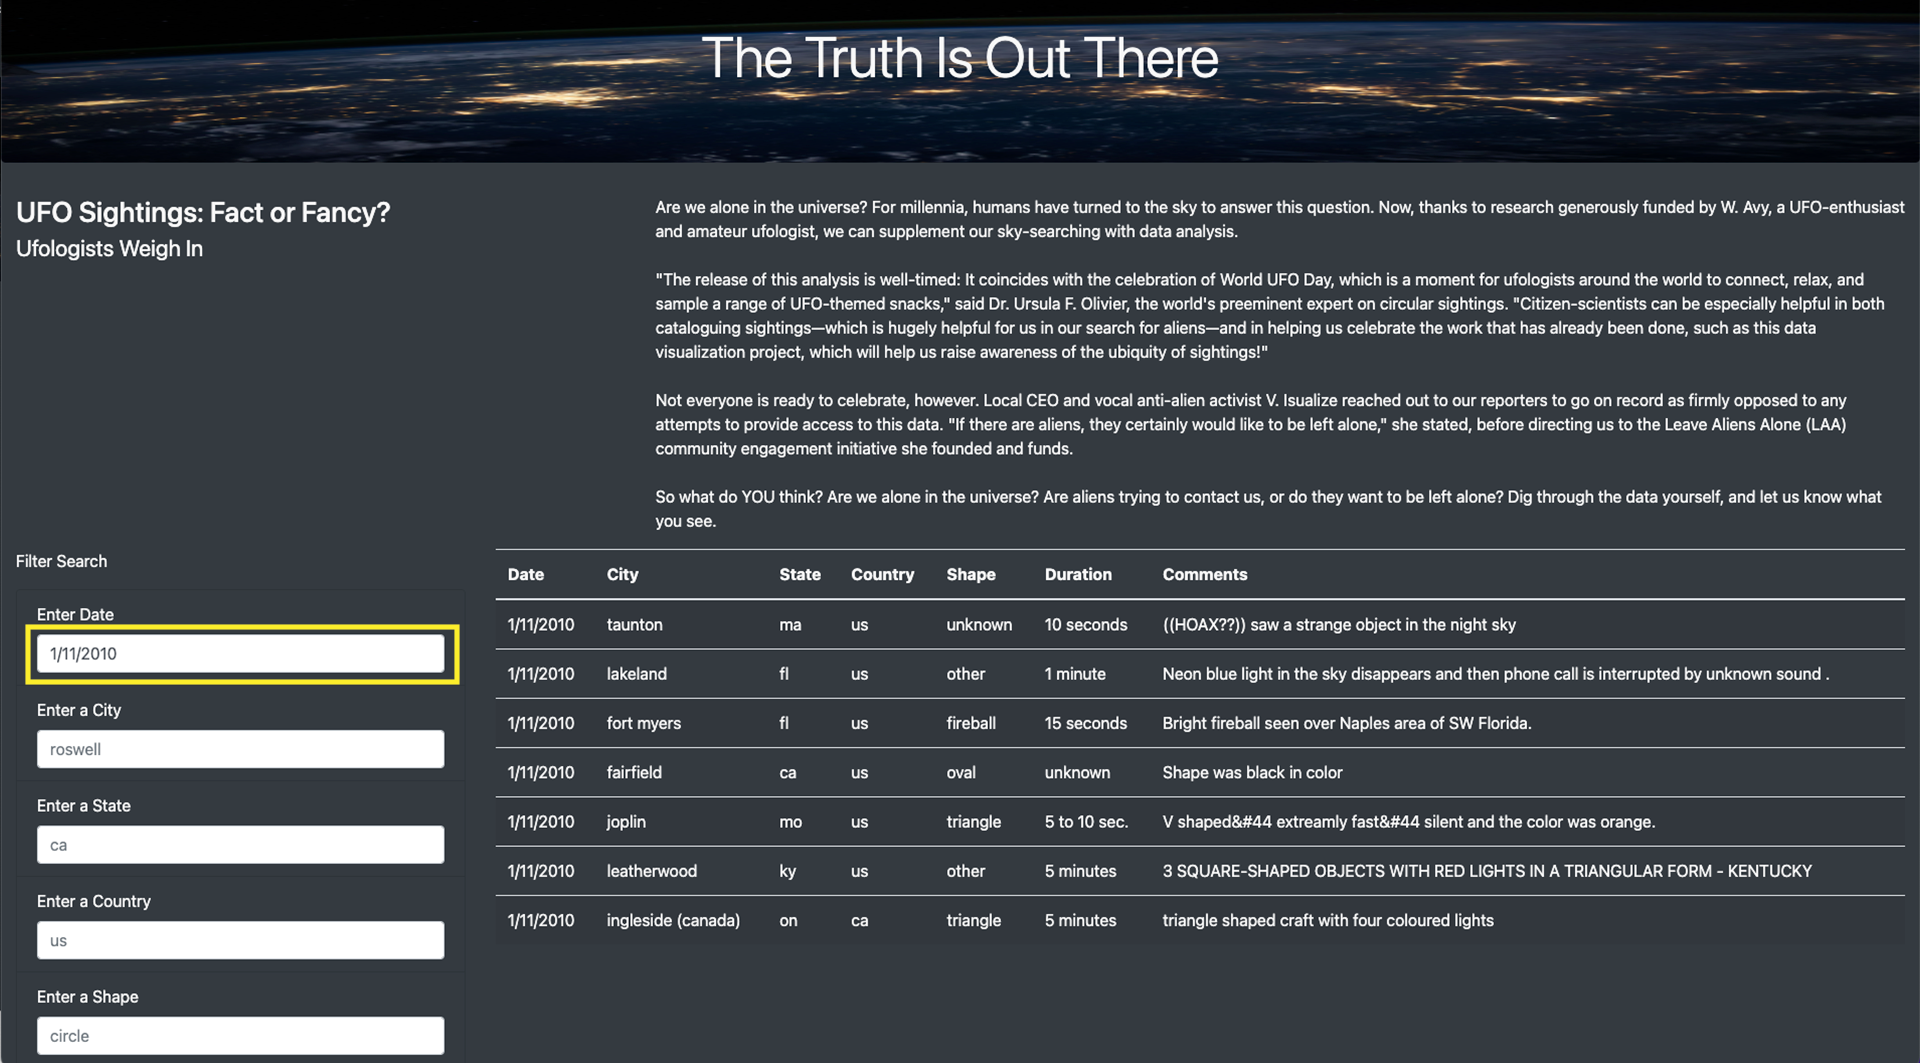 The Truth Is Out There
UFO Sightings: Fact or Fancy?
Ufologists Weigh In
Are we alone in the universe? For millennia, humans have turned to the sky to answer this question. Now, thanks to research generously funded by W. Avy, a UFO-enthusiast
and amateur ufologist, we can supplement our sky-searching with data analysis.
"The release of this analysis is well-timed: It coincides with the celebration of World UFO Day, which is a moment for ufologists around the world to connect, relax, and
sample a range of UFO-themed snacks," said Dr. Ursula F. Olivier, the world's preeminent expert on circular sightings. "Citizen-scientists can be especially helpful in both
cataloguing sightings—which is hugely helpful for us in our search for aliens—and in helping us celebrate the work that has already been done, such as this data
visualization project, which will help us raise awareness of the ubiquity of sightings!"
Not everyone is ready to celebrate, however. Local CEO and vocal anti-alien activist V. Isualize reached out to our reporters to go on record as firmly opposed to any
attempts to provide access to this data. "If there are aliens, they certainly would like to be left alone," she stated, before directing us to the Leave Aliens Alone (LAA)
community engagement initiative she founded and funds.
So what do YOU think? Are we alone in the universe? Are aliens trying to contact us, or do they want to be left alone? Dig through the data yourself, and let us know what
you see.
Filter Search
Enter Date
1/11/2010
Enter a City
roswell
Enter a State
ca
Enter a Country
us
Enter a Shape
circle
Date City State Country Shape Duration Comments
1/11/2010 taunton ma us unknown 10 seconds ((HOAX??)) saw a strange object in the night sky
1/11/2010 lakeland fl us other 1 minute Neon blue light in the sky disappears and then phone call is interrupted by unknown sound .
1/11/2010 fort myers fl us fireball 15 seconds Bright fireball seen over Naples area of SW Florida.
1/11/2010 fairfield ca us oval unknown Shape was black in color
1/11/2010 joplin mo us triangle 5 to 10 sec. V shaped&#44 extreamly fast&#44 silent and the color was orange.
1/11/2010 leatherwood ky us other 5 minutes 3 SQUARE-SHAPED OBJECTS WITH RED LIGHTS IN A TRIANGULAR FORM - KENTUCKY
1/11/2010 ingleside (canada) on ca triangle 5 minutes triangle shaped craft with four coloured lights